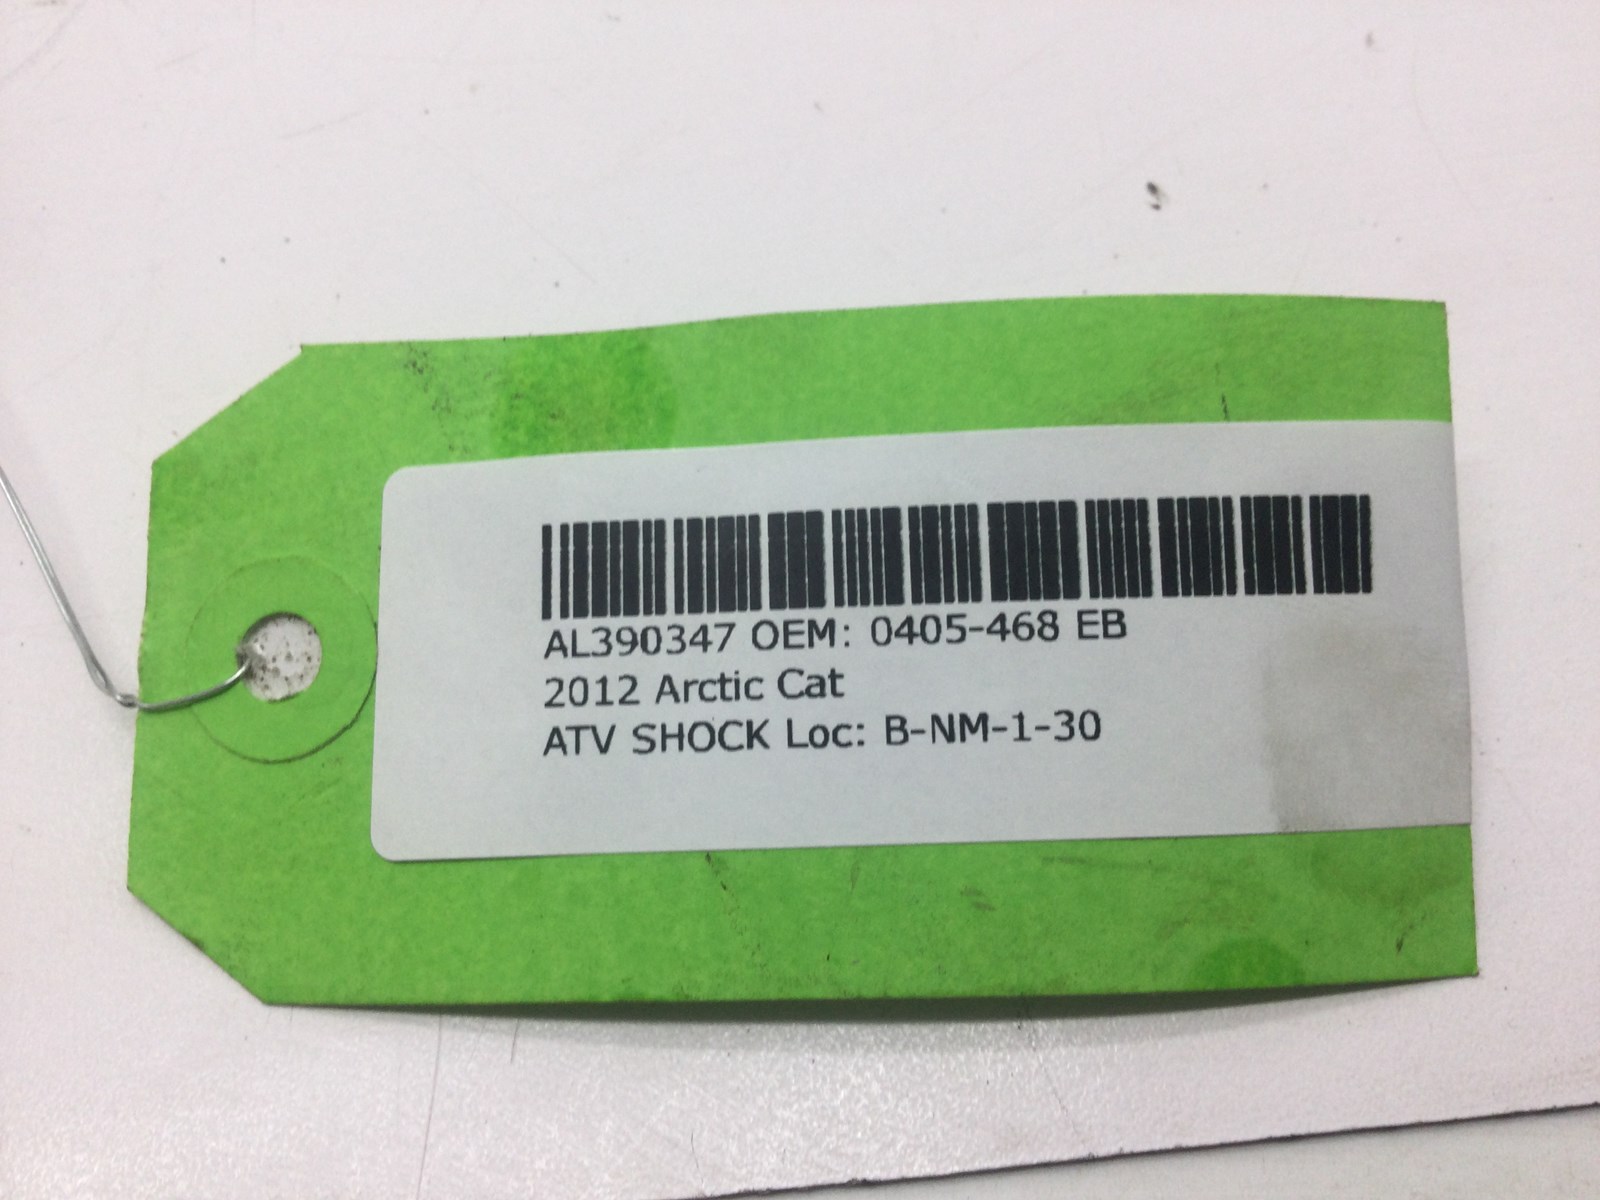 AL390347 OEM: 0405-468 EB
2012 Arctic Cat
ATV SHOCK Loc: B-NM-1-30